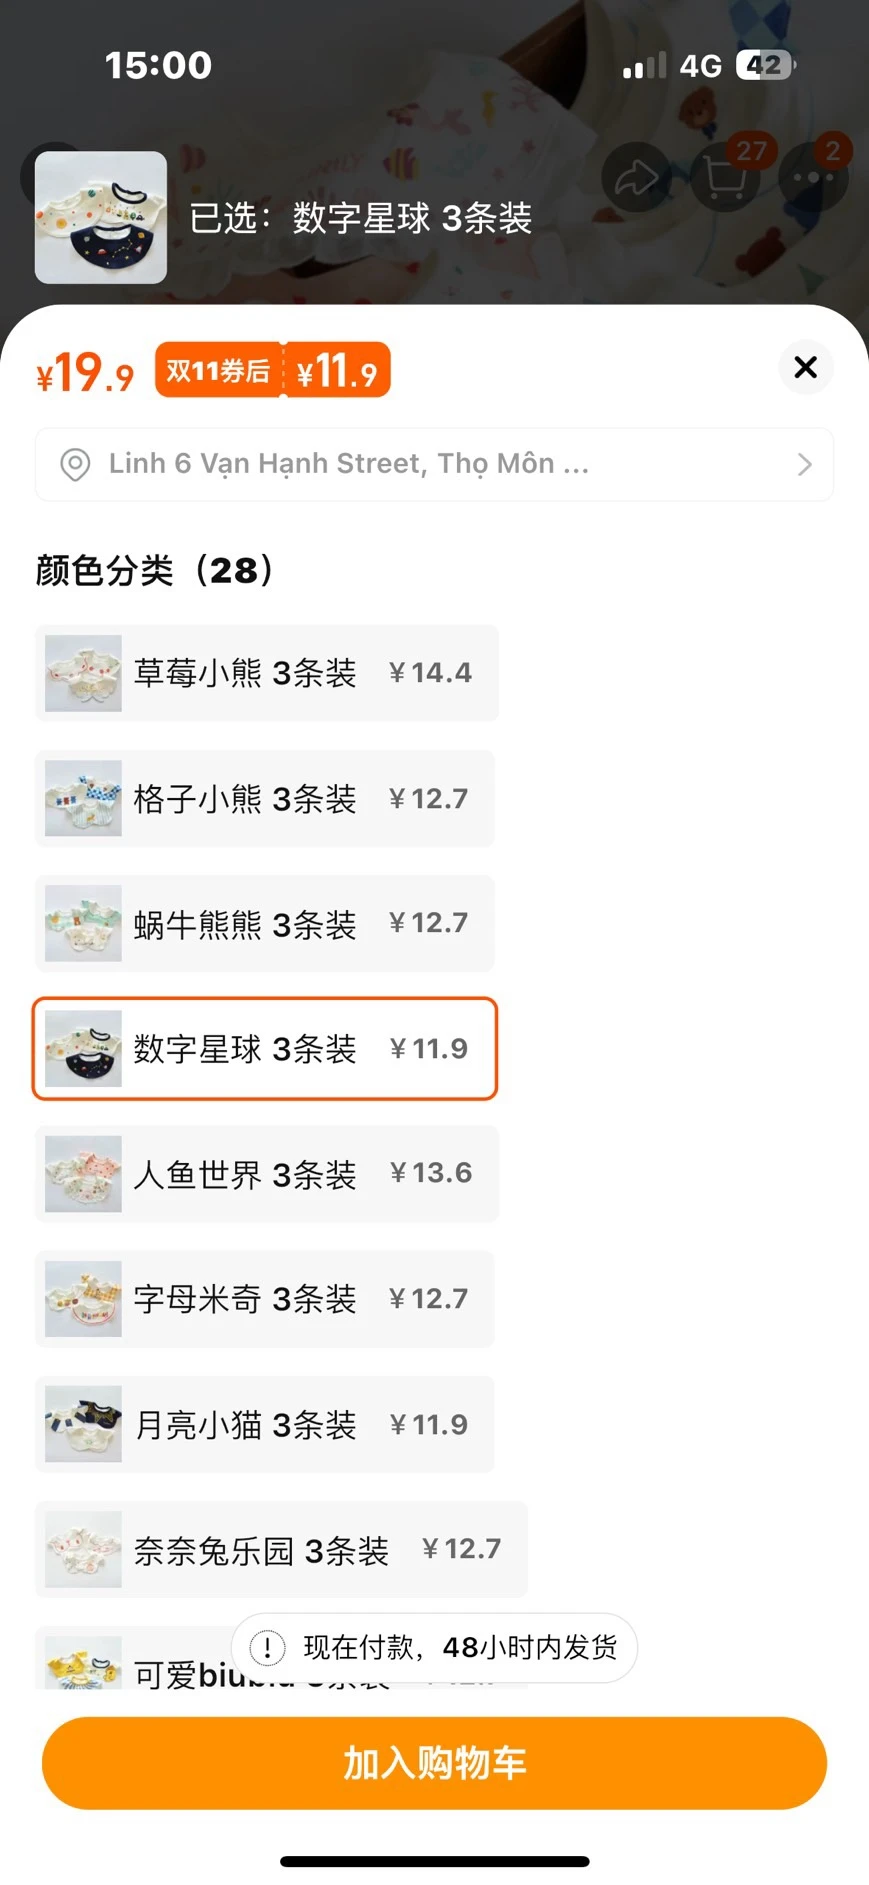 15:00
4G 42
27
2
已选：数字星球 3条装
¥19.9 双11券后 ¥11.9
Linh 6 Vạn Hạnh Street, Thọ Môn ...
颜色分类（28）
草莓小熊 3条装 ¥14.4
格子小熊 3条装 ¥12.7
蜗牛熊熊 3条装 ¥12.7
数字星球 3条装 ¥11.9
人鱼世界 3条装 ¥13.6
字母米奇 3条装 ¥12.7
月亮小猫 3条装 ¥11.9
奈奈兔乐园 3条装 ¥12.7
现在付款，48小时内发货
可爱
加入购物车